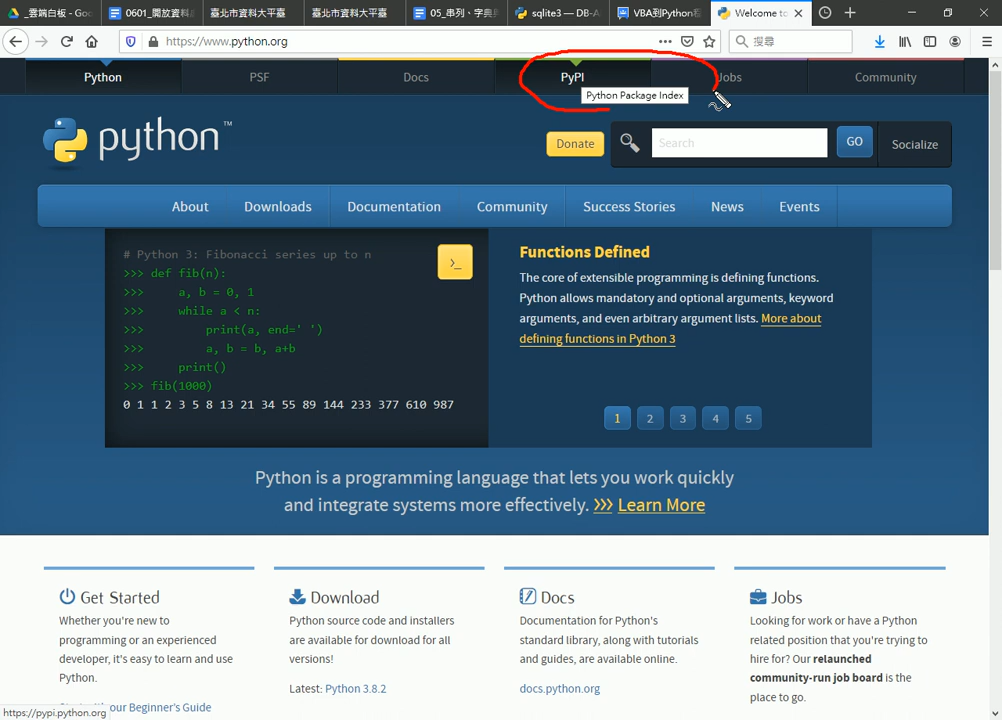 _雲端白板 - Goo
0601_開放資料
臺北市資料大平臺
臺北市資料大平臺
05_串列、字典與
sqlite3 — DB-A
VBA到Python程
Welcome to
https://www.python.org
搜尋
Python
PSF
Docs
PyPI
Jobs
Community
Python Package Index
python™
Donate
Search
GO
Socialize
About
Downloads
Documentation
Community
Success Stories
News
Events
# Python 3: Fibonacci series up to n
>>> def fib(n):
>>>     a, b = 0, 1
>>>     while a < n:
>>>         print(a, end=' ')
>>>         a, b = b, a+b
>>>     print()
>>> fib(1000)
0 1 1 2 3 5 8 13 21 34 55 89 144 233 377 610 987
>_
Functions Defined
The core of extensible programming is defining functions.
Python allows mandatory and optional arguments, keyword
arguments, and even arbitrary argument lists. More about
defining functions in Python 3
1 2 3 4 5
Python is a programming language that lets you work quickly
and integrate systems more effectively. >>> Learn More
Get Started
Whether you're new to
programming or an experienced
developer, it's easy to learn and use
Python.
our Beginner's Guide
Download
Python source code and installers
are available for download for all
versions!
Latest: Python 3.8.2
Docs
Documentation for Python's
standard library, along with tutorials
and guides, are available online.
docs.python.org
Jobs
Looking for work or have a Python
related position that you're trying to
hire for? Our relaunched
community-run job board is the
place to go.
https://pypi.python.org